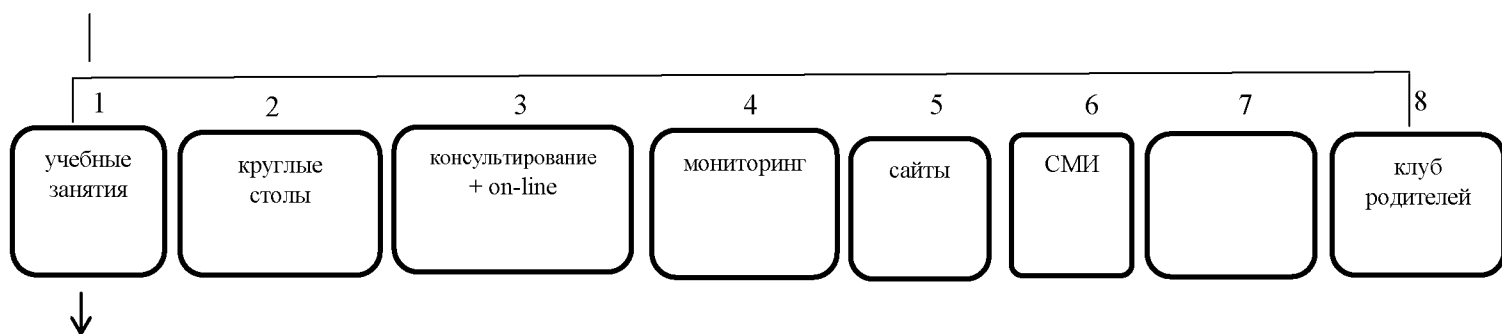 1 2 3 4 5 6 7 8
учебные
занятия
круглые
столы
консультирование
+ on-line
мониторинг
сайты
СМИ
клуб
родителей